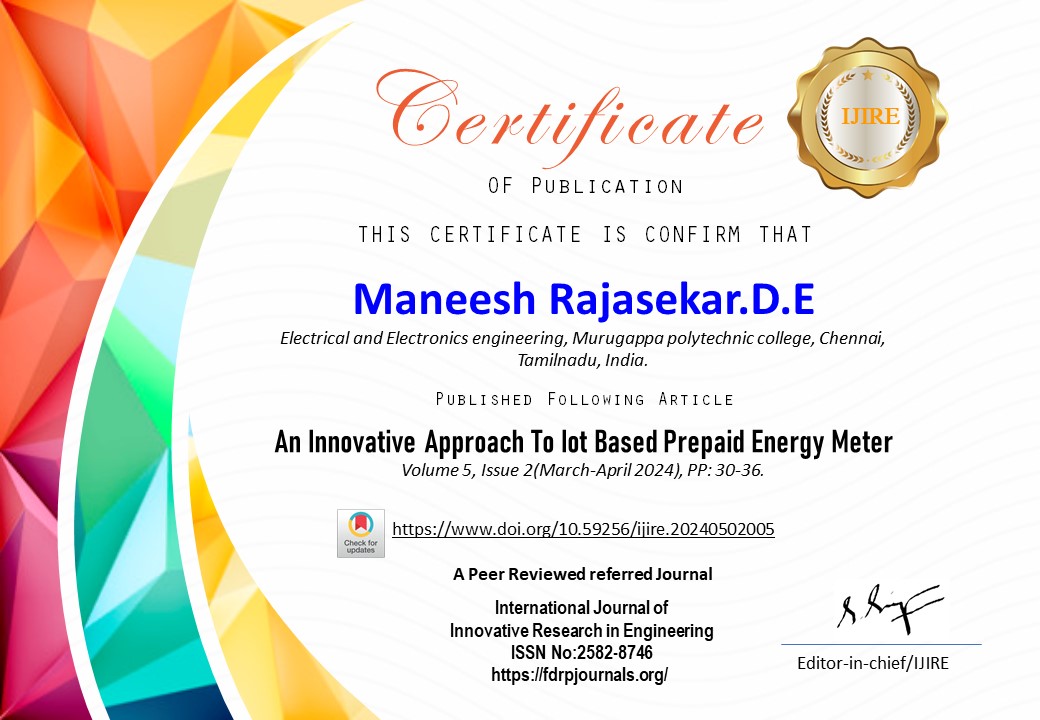 Certificate
IJIRE
OF PUBLICATION
THIS CERTIFICATE IS CONFIRM THAT
Maneesh Rajasekar.D.E
Electrical and Electronics engineering, Murugappa polytechnic college, Chennai,
Tamilnadu, India.
PUBLISHED FOLLOWING ARTICLE
An Innovative Approach To Iot Based Prepaid Energy Meter
Volume 5, Issue 2(March-April 2024), PP: 30-36.
Check for
updates
https://www.doi.org/10.59256/ijire.20240502005
A Peer Reviewed referred Journal
International Journal of
Innovative Research in Engineering
ISSN No:2582-8746
https://fdrpjournals.org/
Editor-in-chief/IJIRE